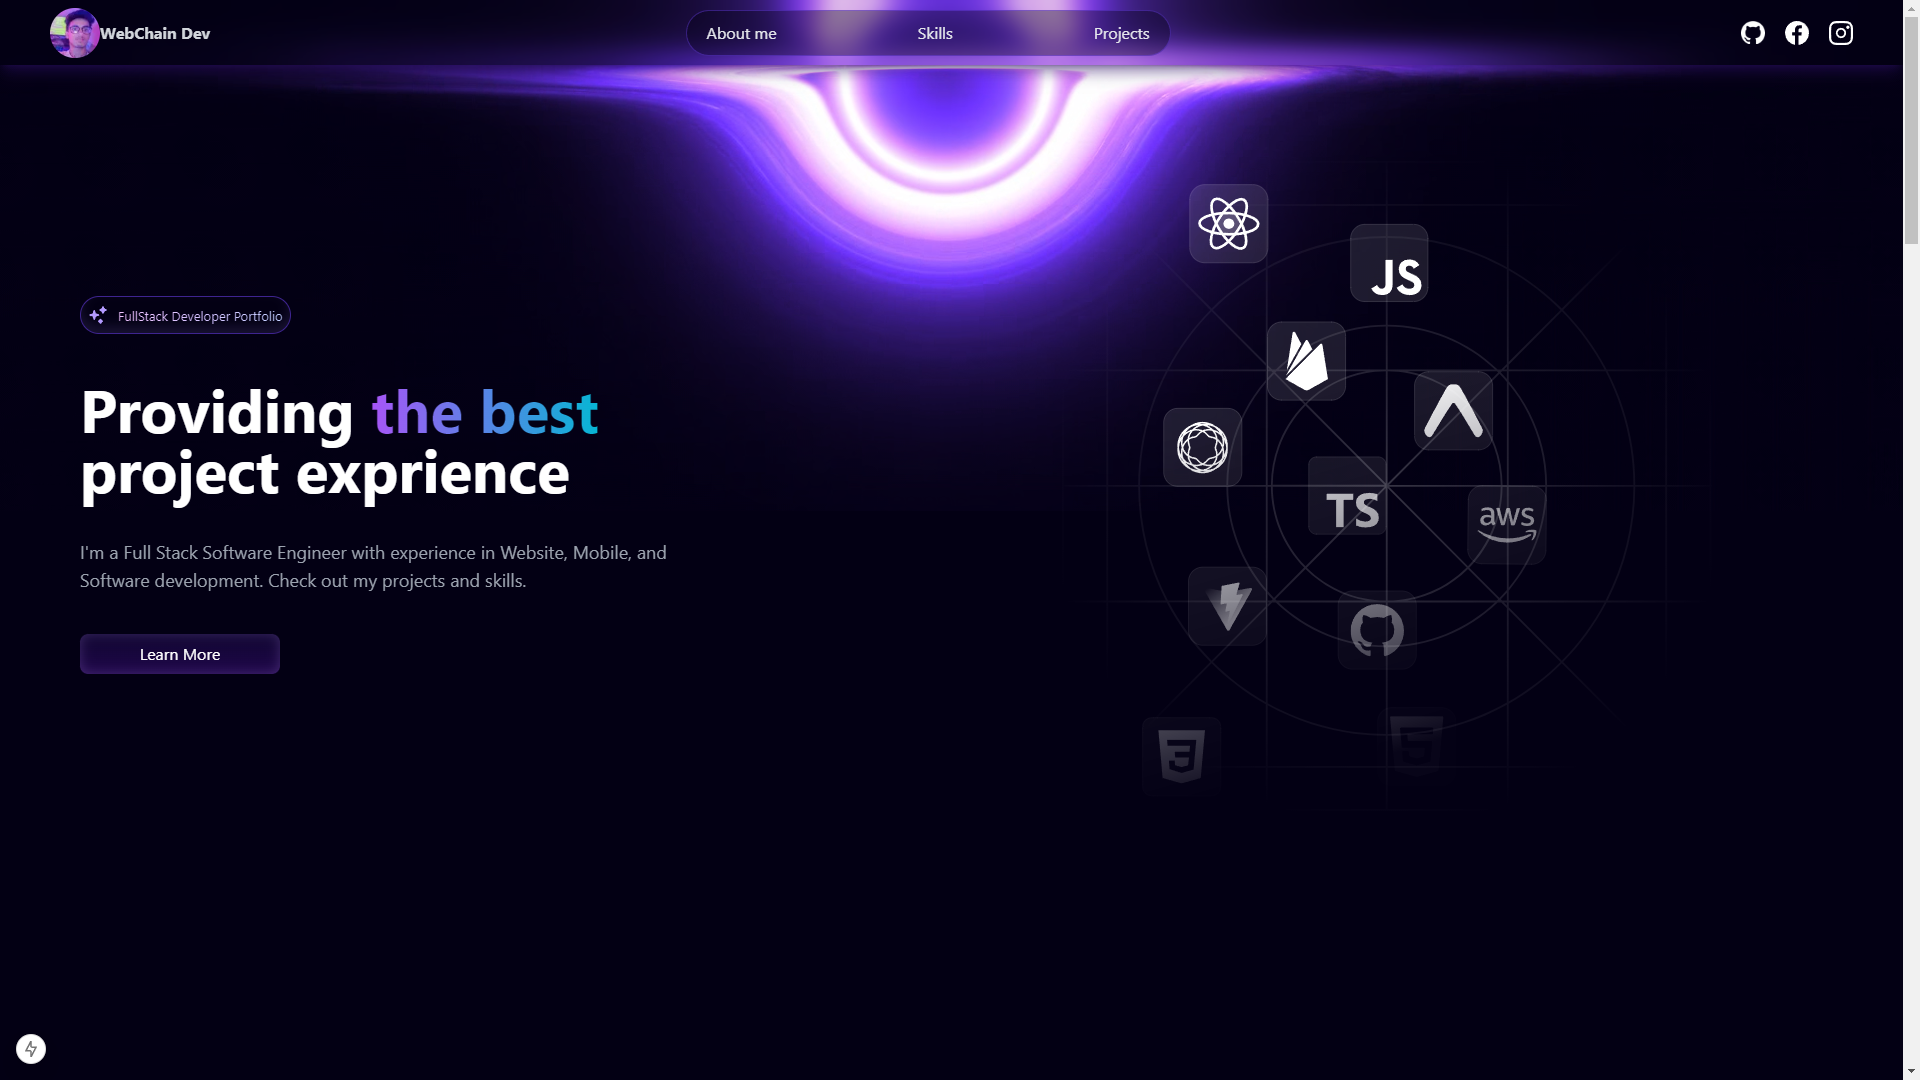 WebChain Dev
About me
Skills
Projects
FullStack Developer Portfolio
Providing the best
project exprience
I'm a Full Stack Software Engineer with experience in Website, Mobile, and
Software development. Check out my projects and skills.
Learn More
JS
TS
aws